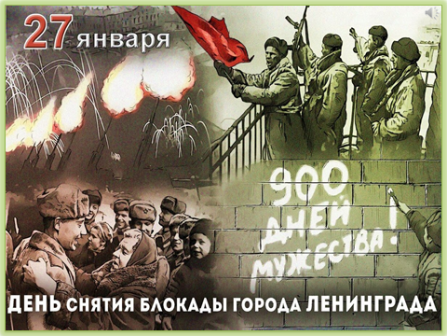 27 января
900
ДНЕЙ
МУЖЕСТВА!
ДЕНЬ СНЯТИЯ БЛОКАДЫ ГОРОДА ЛЕНИНГРАДА